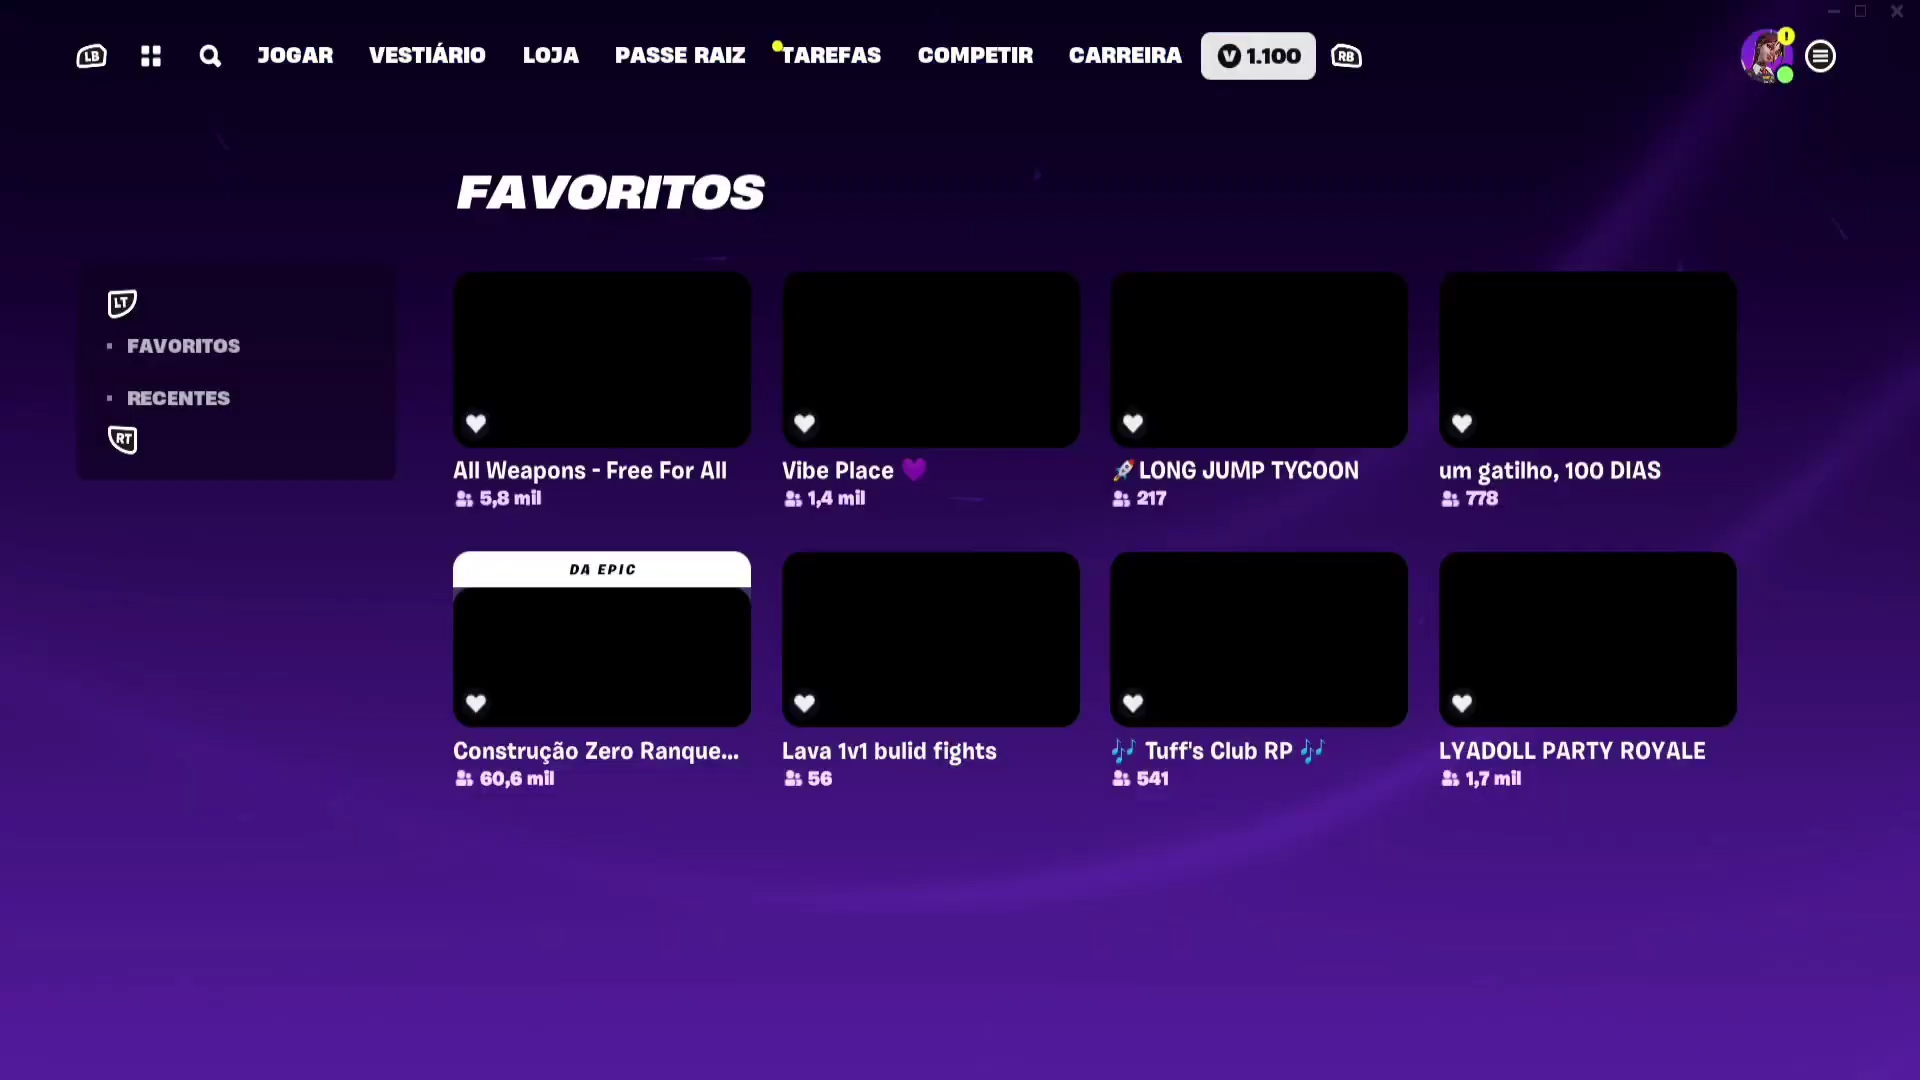 LB JOGAR VESTIÁRIO LOJA PASSE RAIZ TAREFAS COMPETIR CARREIRA V 1.100 RB !
FAVORITOS
LT
FAVORITOS
RECENTES
RT
All Weapons - Free For All
5,8 mil
Vibe Place 💜
1,4 mil
🚀LONG JUMP TYCOON
217
um gatilho, 100 DIAS
778
DA EPIC
Construção Zero Ranque...
60,6 mil
Lava 1v1 bulid fights
56
🎶 Tuff's Club RP 🎶
541
LYADOLL PARTY ROYALE
1,7 mil